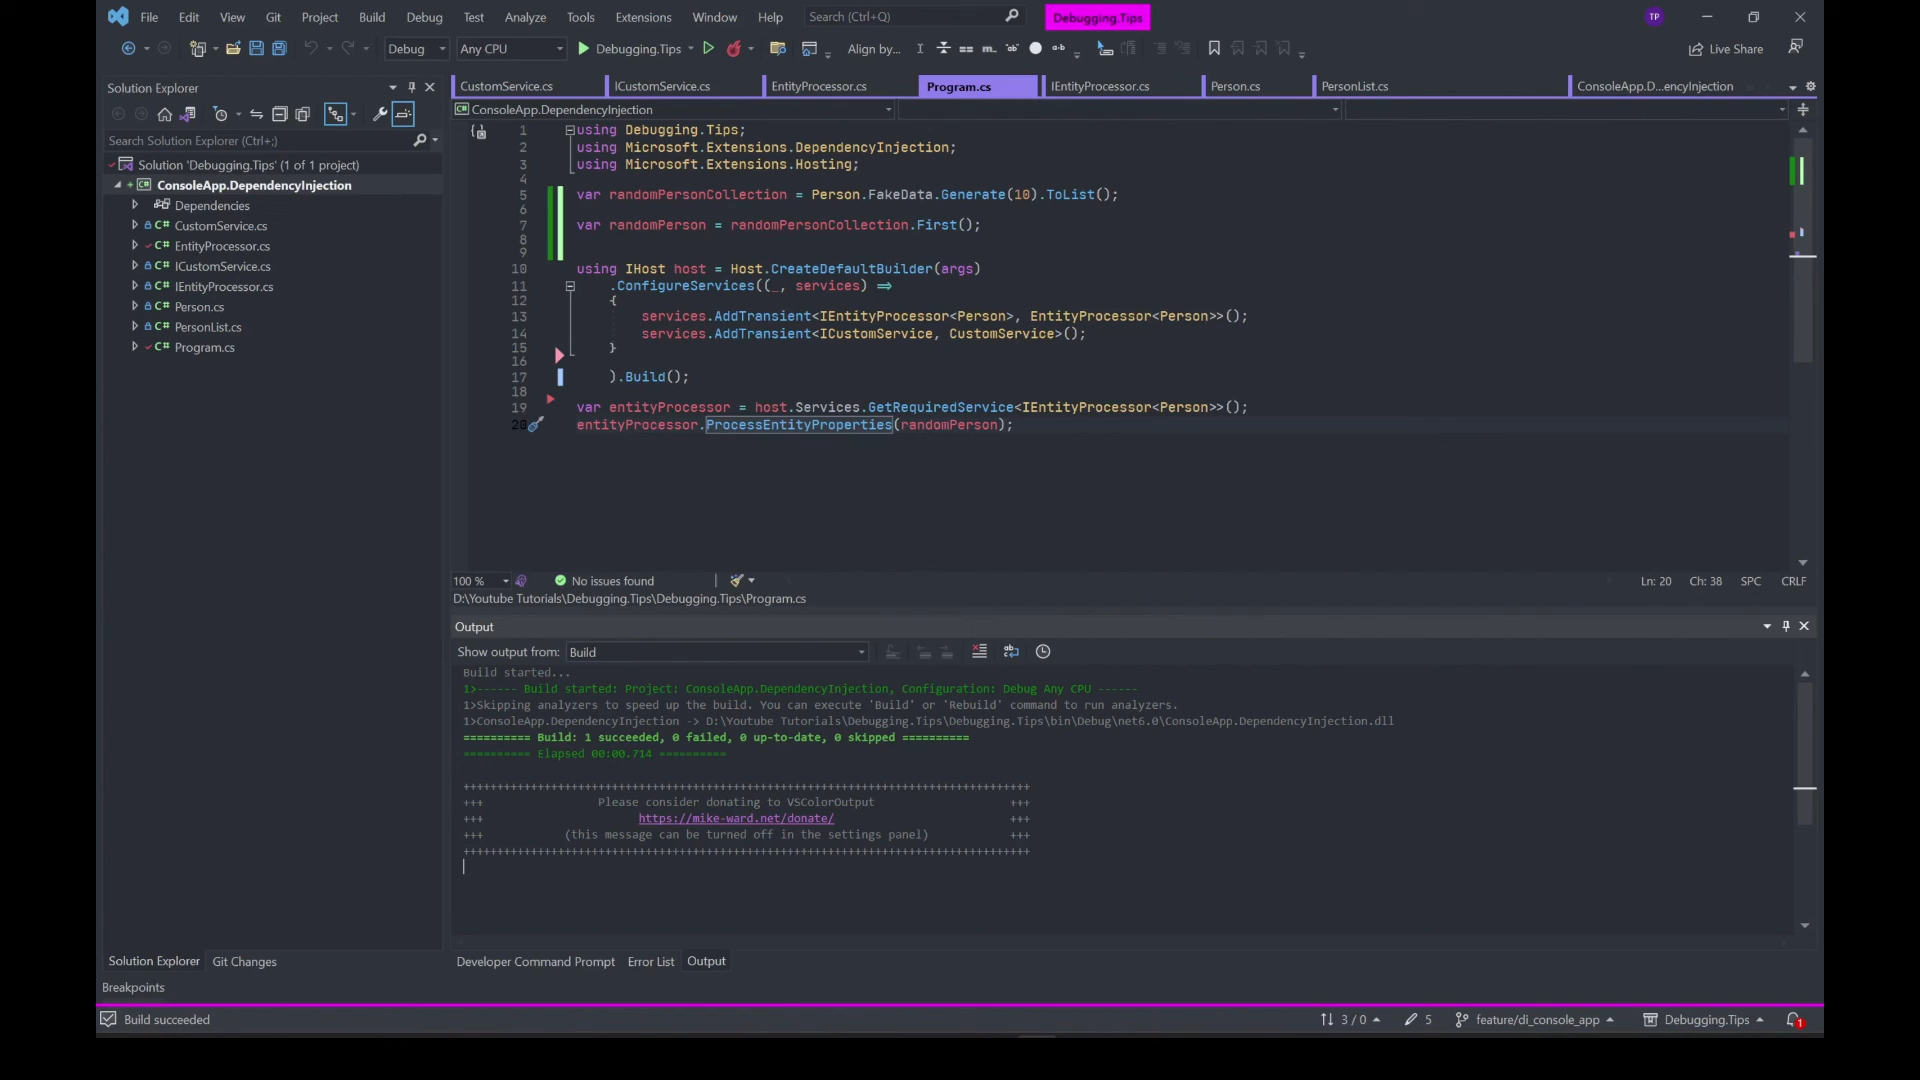 File Edit View Git Project Build Debug Test Analyze Tools Extensions Window Help Search (Ctrl+Q) Debugging.Tips TP
Debug Any CPU Debugging.Tips Align by... Live Share
Solution Explorer
Search Solution Explorer (Ctrl+;)
Solution 'Debugging.Tips' (1 of 1 project)
ConsoleApp.DependencyInjection
Dependencies
C# CustomService.cs
C# EntityProcessor.cs
C# ICustomService.cs
C# IEntityProcessor.cs
C# Person.cs
C# PersonList.cs
C# Program.cs
CustomService.cs ICustomService.cs EntityProcessor.cs Program.cs IEntityProcessor.cs Person.cs PersonList.cs ConsoleApp.D...encyInjection
ConsoleApp.DependencyInjection
1 using Debugging.Tips;
2 using Microsoft.Extensions.DependencyInjection;
3 using Microsoft.Extensions.Hosting;
4
5 var randomPersonCollection = Person.FakeData.Generate(10).ToList();
6
7 var randomPerson = randomPersonCollection.First();
8
9
10 using IHost host = Host.CreateDefaultBuilder(args)
11 .ConfigureServices((_, services) =>
12 {
13 services.AddTransient<IEntityProcessor<Person>, EntityProcessor<Person>>();
14 services.AddTransient<ICustomService, CustomService>();
15 }
16
17 ).Build();
18
19 var entityProcessor = host.Services.GetRequiredService<IEntityProcessor<Person>>();
20 entityProcessor.ProcessEntityProperties(randomPerson);
100 % No issues found Ln: 20 Ch: 38 SPC CRLF
D:\Youtube Tutorials\Debugging.Tips\Debugging.Tips\Program.cs
Output
Show output from: Build
Build started...
1>------ Build started: Project: ConsoleApp.DependencyInjection, Configuration: Debug Any CPU ------
1>Skipping analyzers to speed up the build. You can execute 'Build' or 'Rebuild' command to run analyzers.
1>ConsoleApp.DependencyInjection -> D:\Youtube Tutorials\Debugging.Tips\Debugging.Tips\bin\Debug\net6.0\ConsoleApp.DependencyInjection.dll
========== Build: 1 succeeded, 0 failed, 0 up-to-date, 0 skipped ==========
========== Elapsed 00:00.714 ==========
++++++++++++++++++++++++++++++++++++++++++++++++++++++++++++++++++++++++++++++++++++
+++ Please consider donating to VSColorOutput +++
+++ https://mike-ward.net/donate/ +++
+++ (this message can be turned off in the settings panel) +++
++++++++++++++++++++++++++++++++++++++++++++++++++++++++++++++++++++++++++++++++++++
Solution Explorer Git Changes
Developer Command Prompt Error List Output
Breakpoints
Build succeeded 3 / 0 5 feature/di_console_app Debugging.Tips 1